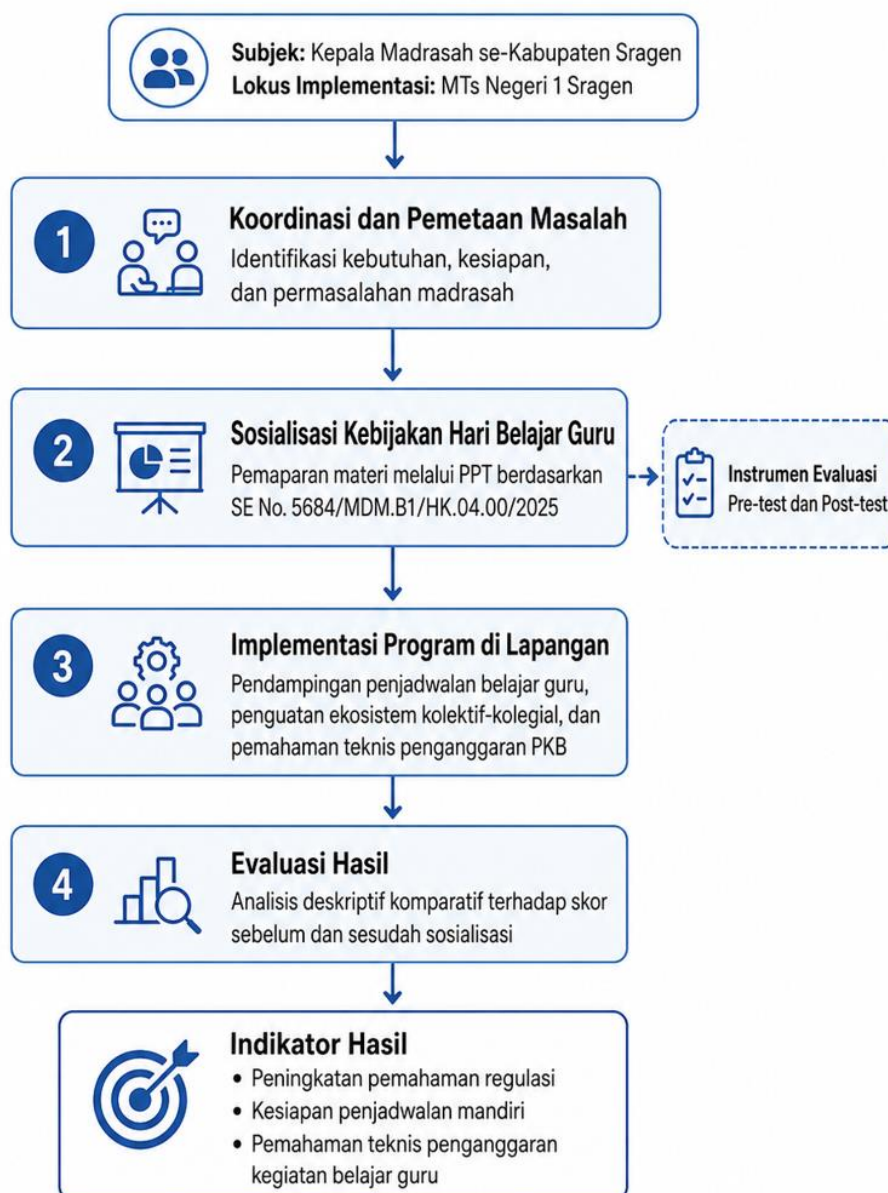 Subjek: Kepala Madrasah se-Kabupaten Sragen
Lokus Implementasi: MTs Negeri 1 Sragen
1
Koordinasi dan Pemetaan Masalah
Identifikasi kebutuhan, kesiapan,
dan permasalahan madrasah
2
Sosialisasi Kebijakan Hari Belajar Guru
Pemaparan materi melalui PPT berdasarkan
SE No. 5684/MDM.B1/HK.04.00/2025
Instrumen Evaluasi
Pre-test dan Post-test
3
Implementasi Program di Lapangan
Pendampingan penjadwalan belajar guru,
penguatan ekosistem kolektif-kolegial, dan
pemahaman teknis penganggaran PKB
4
Evaluasi Hasil
Analisis deskriptif komparatif terhadap skor
sebelum dan sesudah sosialisasi
Indikator Hasil
• Peningkatan pemahaman regulasi
• Kesiapan penjadwalan mandiri
• Pemahaman teknis penganggaran
kegiatan belajar guru